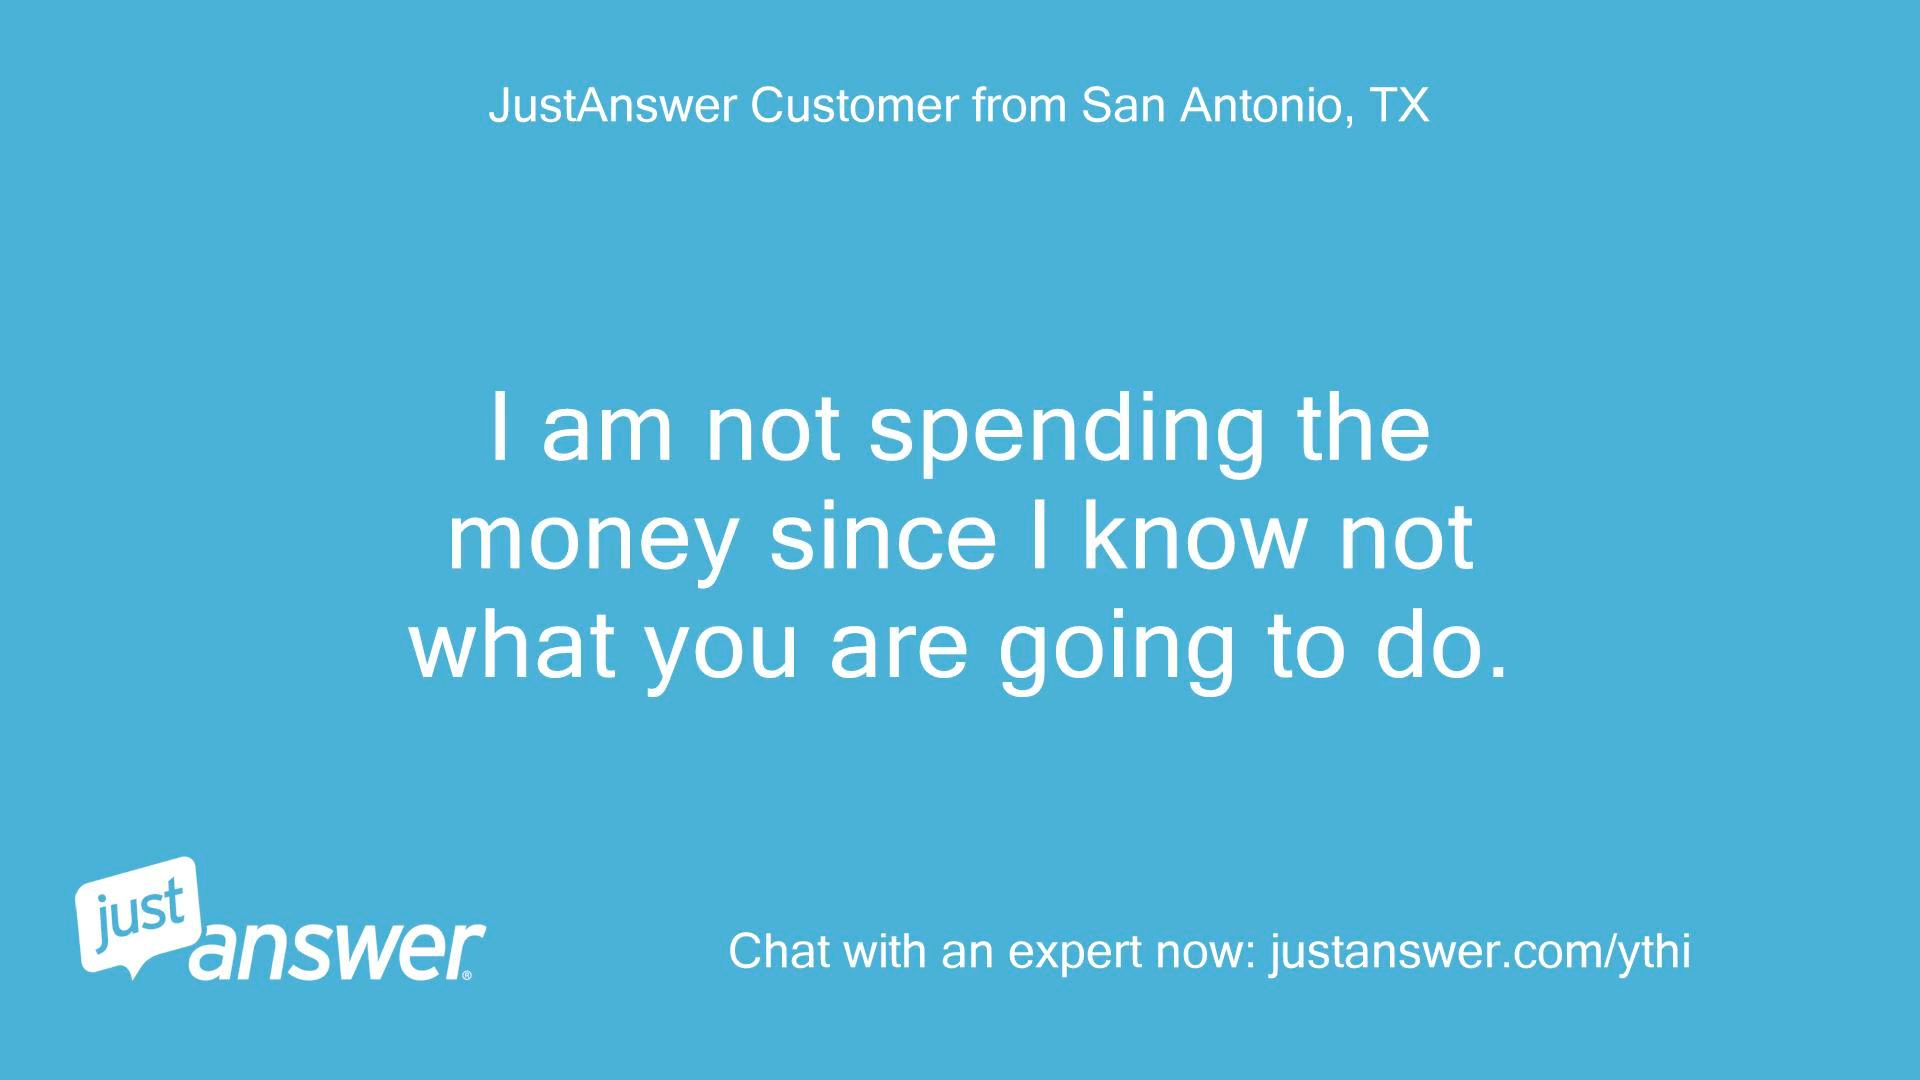 JustAnswer Customer from San Antonio, TX
I am not spending the
money since I know not
what you are going to do.
just
answer®
Chat with an expert now: justanswer.com/ythi